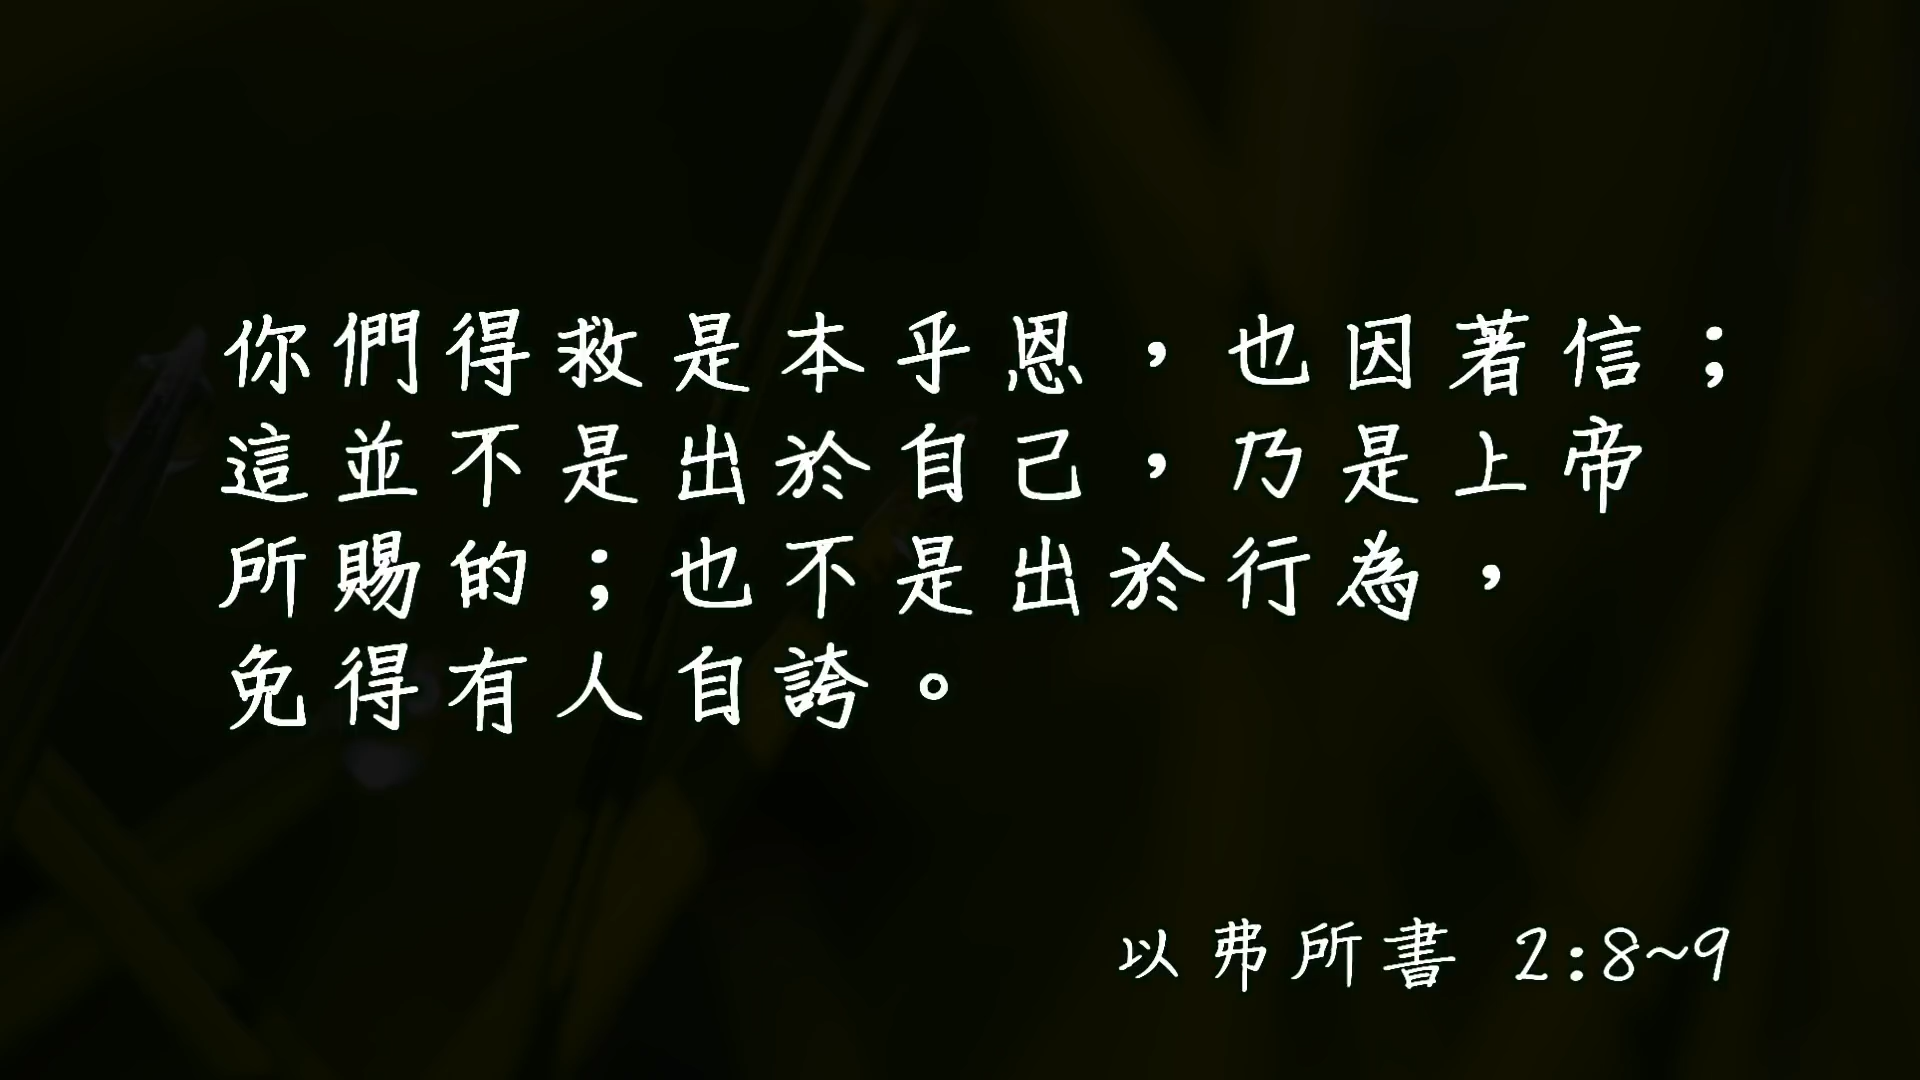 你們得救是本乎恩，也因著信；
這並不是出於自己，乃是上帝
所賜的；也不是出於行為，
免得有人自誇。
以弗所書 2:8~9